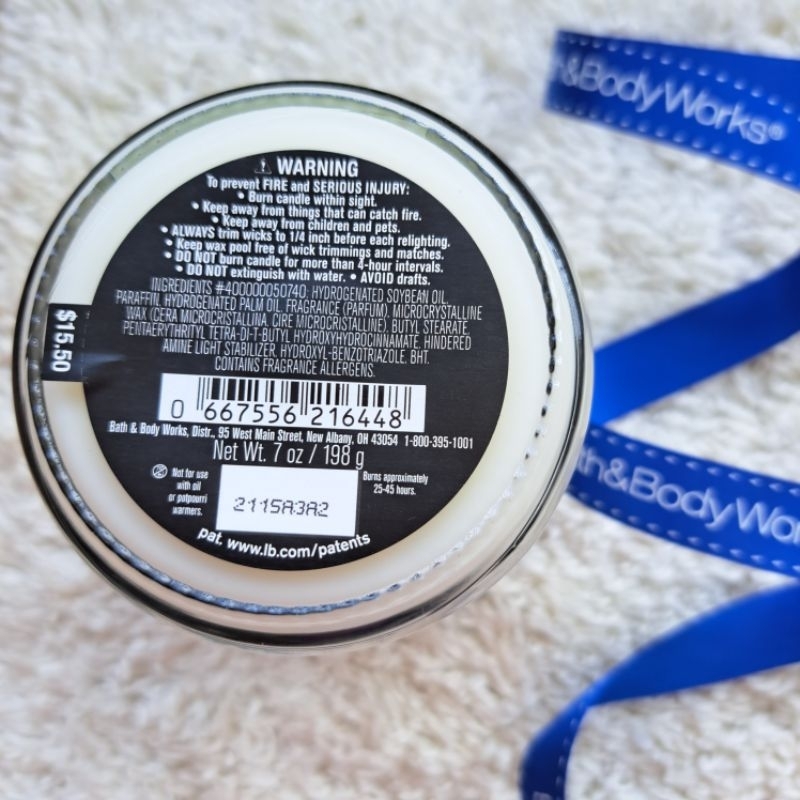 ⚠ WARNING
To prevent FIRE and SERIOUS INJURY:
• Burn candle within sight.
• Keep away from things that can catch fire.
• Keep away from children and pets.
• ALWAYS trim wicks to 1/4 inch before each relighting.
• Keep wax pool free of wick trimmings and matches.
• DO NOT burn candle for more than 4-hour intervals.
• DO NOT extinguish with water. • AVOID drafts.
INGREDIENTS #400000050740: HYDROGENATED SOYBEAN OIL,
PARAFFIN, HYDROGENATED PALM OIL, FRAGRANCE (PARFUM), MICROCRYSTALLINE
WAX (CERA MICROCRISTALLINA, CIRE MICROCRISTALLINE), BUTYL STEARATE,
PENTAERYTHRITYL TETRA-DI-T-BUTYL HYDROXYHYDROCINNAMATE, HINDERED
AMINE LIGHT STABILIZER, HYDROXYL-BENZOTRIAZOLE, BHT.
CONTAINS FRAGRANCE ALLERGENS.
$15.50
0 667556 216448
Bath & Body Works, Distr., 95 West Main Street, New Albany, OH 43054 1-800-395-1001
Net Wt. 7 oz / 198 g
Not for use
with oil
or potpourri
warmers.
2115A3A2
Burns approximately
25-45 hours.
pat. www.lb.com/patents
&BodyWorks®
th&BodyWo